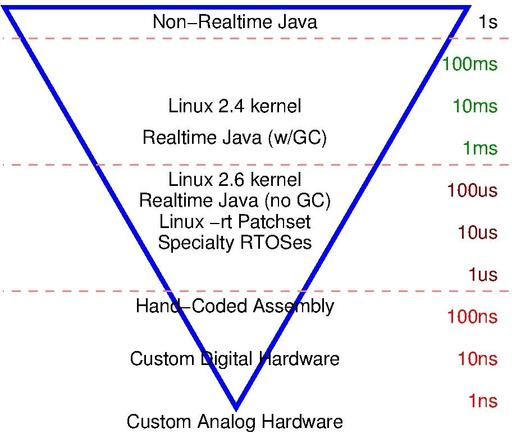 Non−Realtime Java 1s
100ms
Linux 2.4 kernel 10ms
Realtime Java (w/GC) 1ms
Linux 2.6 kernel
100us
Realtime Java (no GC)
Linux −rt Patchset
10us
Specialty RTOSes
1us
Hand−Coded Assembly
100ns
Custom Digital Hardware 10ns
1ns
Custom Analog Hardware